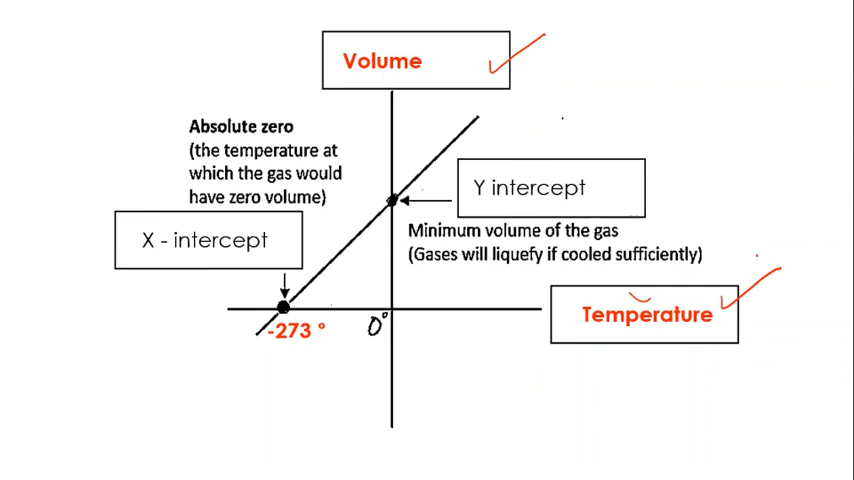 Volume
Absolute zero
(the temperature at
which the gas would
have zero volume)
Y intercept
X - intercept
Minimum volume of the gas
(Gases will liquefy if cooled sufficiently)
Temperature
-273 °
0°